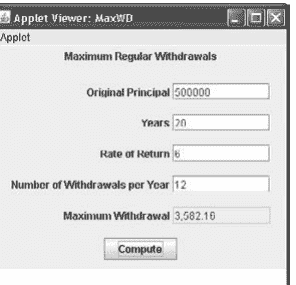 Applet Viewer: MaxWD
Applet
Maximum Regular Withdrawals
Original Principal 500000
Years 20
Rate of Return 6
Number of Withdrawals per Year 12
Maximum Withdrawal 3,582.16
Compute